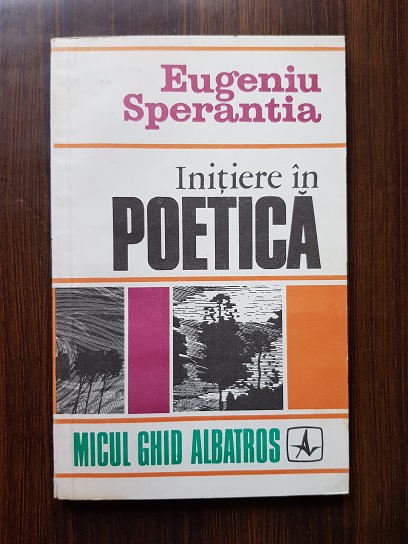 Eugeniu
Sperantia
Inițiere în
POETICĂ
MICUL GHID ALBATROS